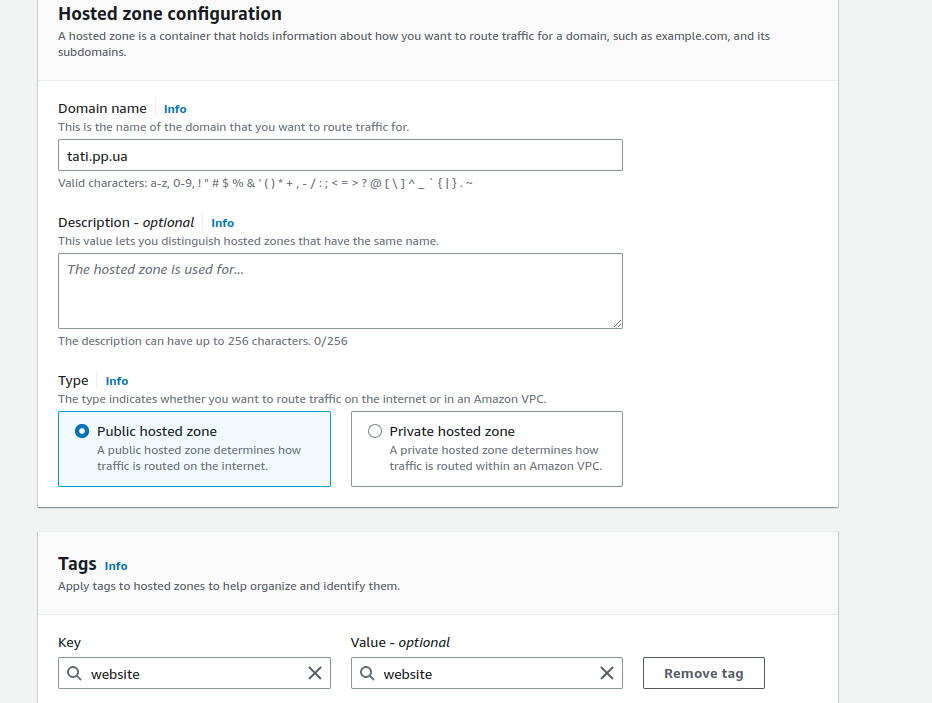 Hosted zone configuration
A hosted zone is a container that holds information about how you want to route traffic for a domain, such as example.com, and its
subdomains.
Domain name Info
This is the name of the domain that you want to route traffic for.
tati.pp.ua
Valid characters: a-z, 0-9, ! " # $ % & ' ( ) * + , - / : ; < = > ? @ [ \ ] ^ _ ` { | } . ~
Description - optional Info
This value lets you distinguish hosted zones that have the same name.
The hosted zone is used for...
The description can have up to 256 characters. 0/256
Type Info
The type indicates whether you want to route traffic on the internet or in an Amazon VPC.
Public hosted zone Private hosted zone
A public hosted zone determines how A private hosted zone determines how
traffic is routed on the internet. traffic is routed within an Amazon VPC.
Tags Info
Apply tags to hosted zones to help organize and identify them.
Key Value - optional
website website Remove tag